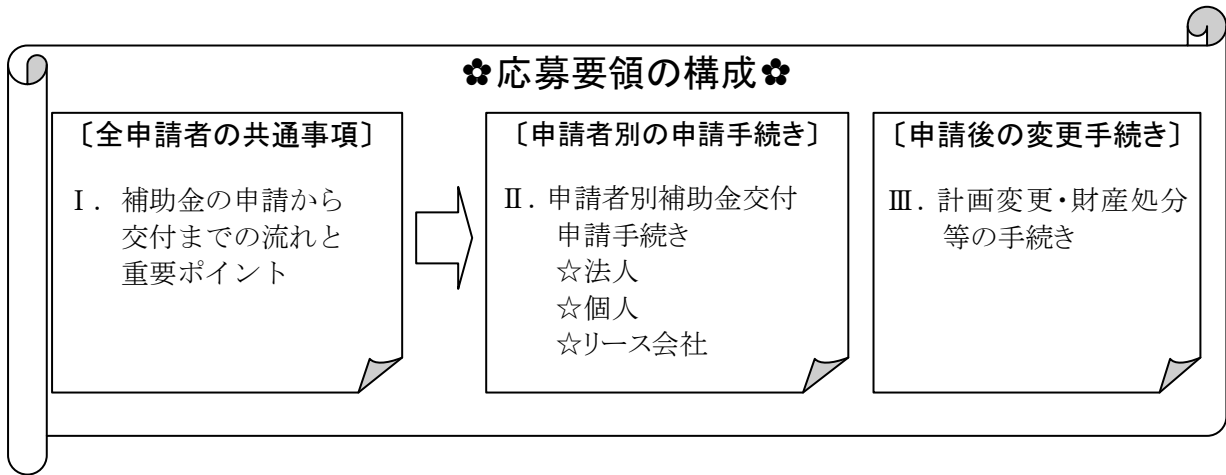 ✿応募要領の構成✿
〔全申請者の共通事項〕
Ⅰ. 補助金の申請から
交付までの流れと
重要ポイント
〔申請者別の申請手続き〕
Ⅱ. 申請者別補助金交付
申請手続き
☆法人
☆個人
☆リース会社
〔申請後の変更手続き〕
Ⅲ. 計画変更・財産処分
等の手続き